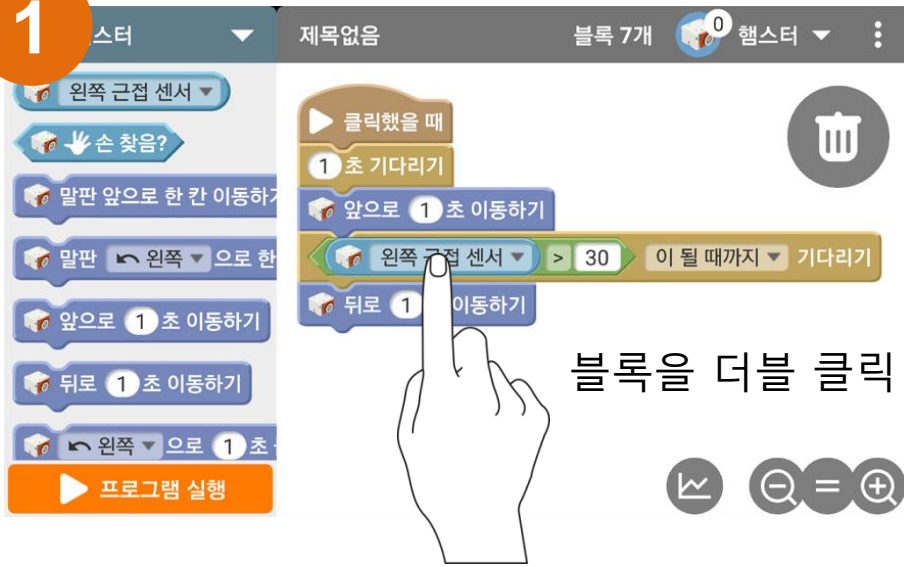 1
스터
제목없음
블록 7개
0
햄스터
왼쪽 근접 센서
손 찾음?
말판 앞으로 한 칸 이동하기
말판 왼쪽 으로 한
앞으로 1 초 이동하기
뒤로 1 초 이동하기
왼쪽 으로 1 초
프로그램 실행
클릭했을 때
1 초 기다리기
앞으로 1 초 이동하기
왼쪽 근접 센서 > 30 이 될 때까지 기다리기
뒤로 1 이동하기
블록을 더블 클릭